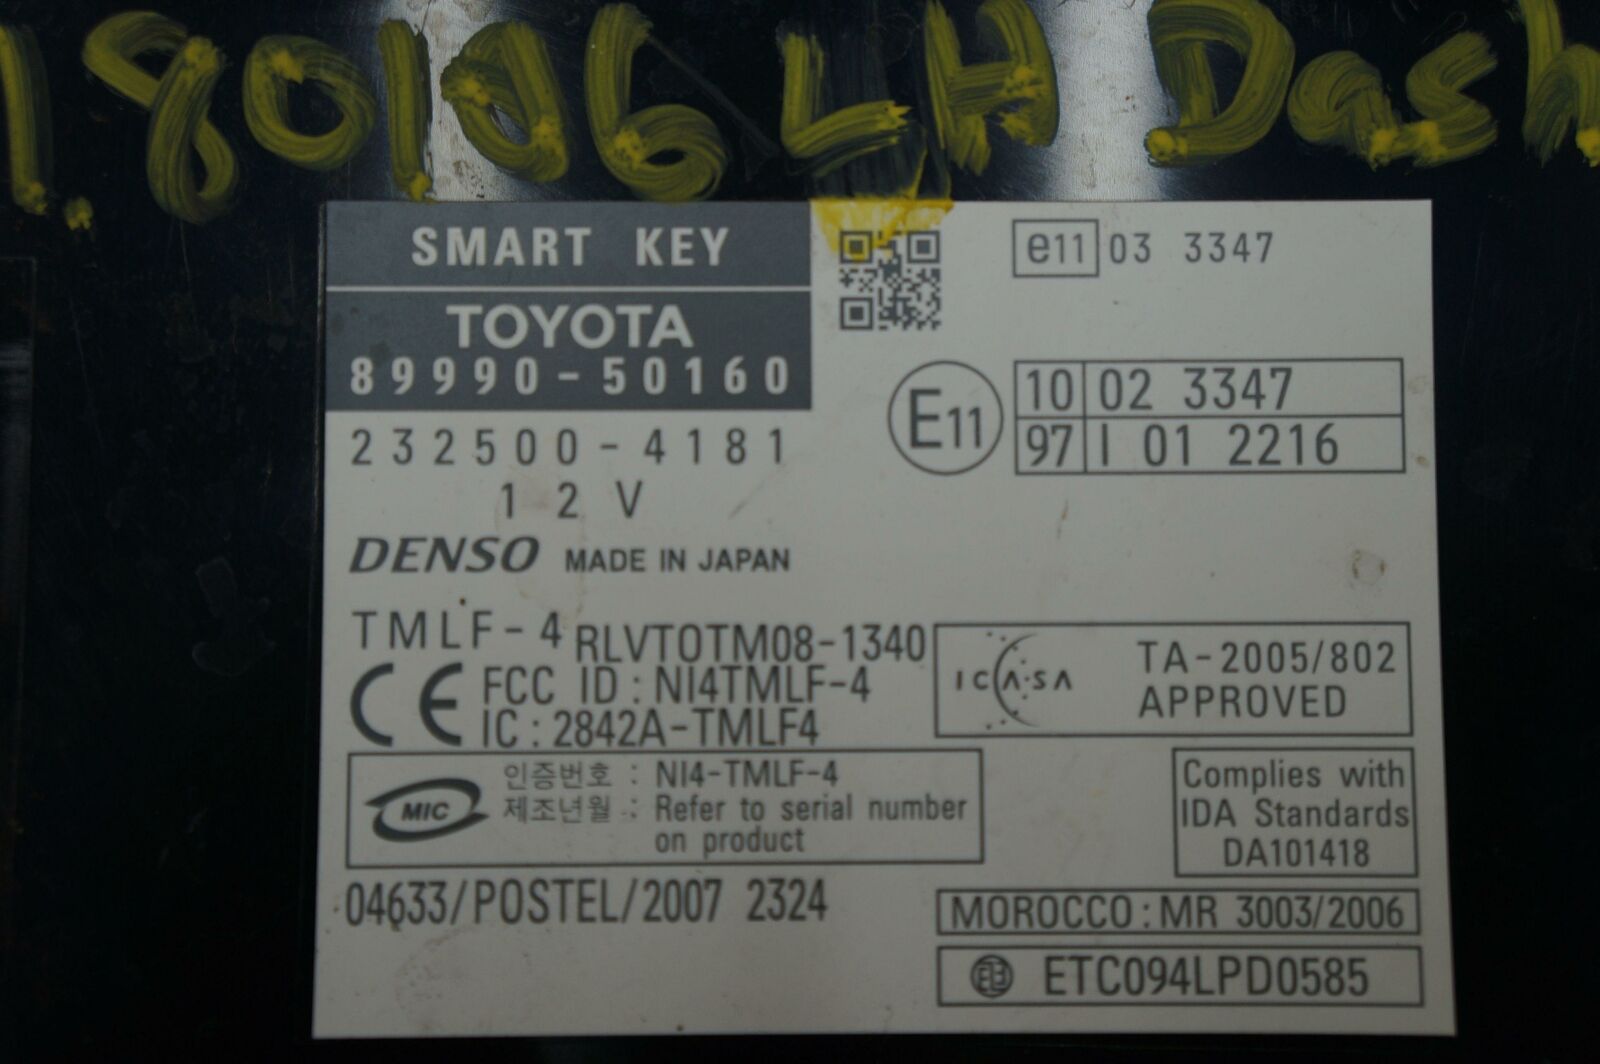 1.80106 LH Dash
SMART KEY
TOYOTA
89990-50160
232500-4181
12V
DENSO MADE IN JAPAN
e11 03 3347
E11
10 02 3347
97 I 01 2216
TMLF-4 RLVTOTM08-1340
CE FCC ID: NI4TMLF-4
IC: 2842A-TMLF4
ICASA TA-2005/802
APPROVED
MIC 인증번호 : NI4-TMLF-4
제조년월 : Refer to serial number
on product
Complies with
IDA Standards
DA101418
04633/POSTEL/2007 2324
MOROCCO: MR 3003/2006
ETC094LPD0585